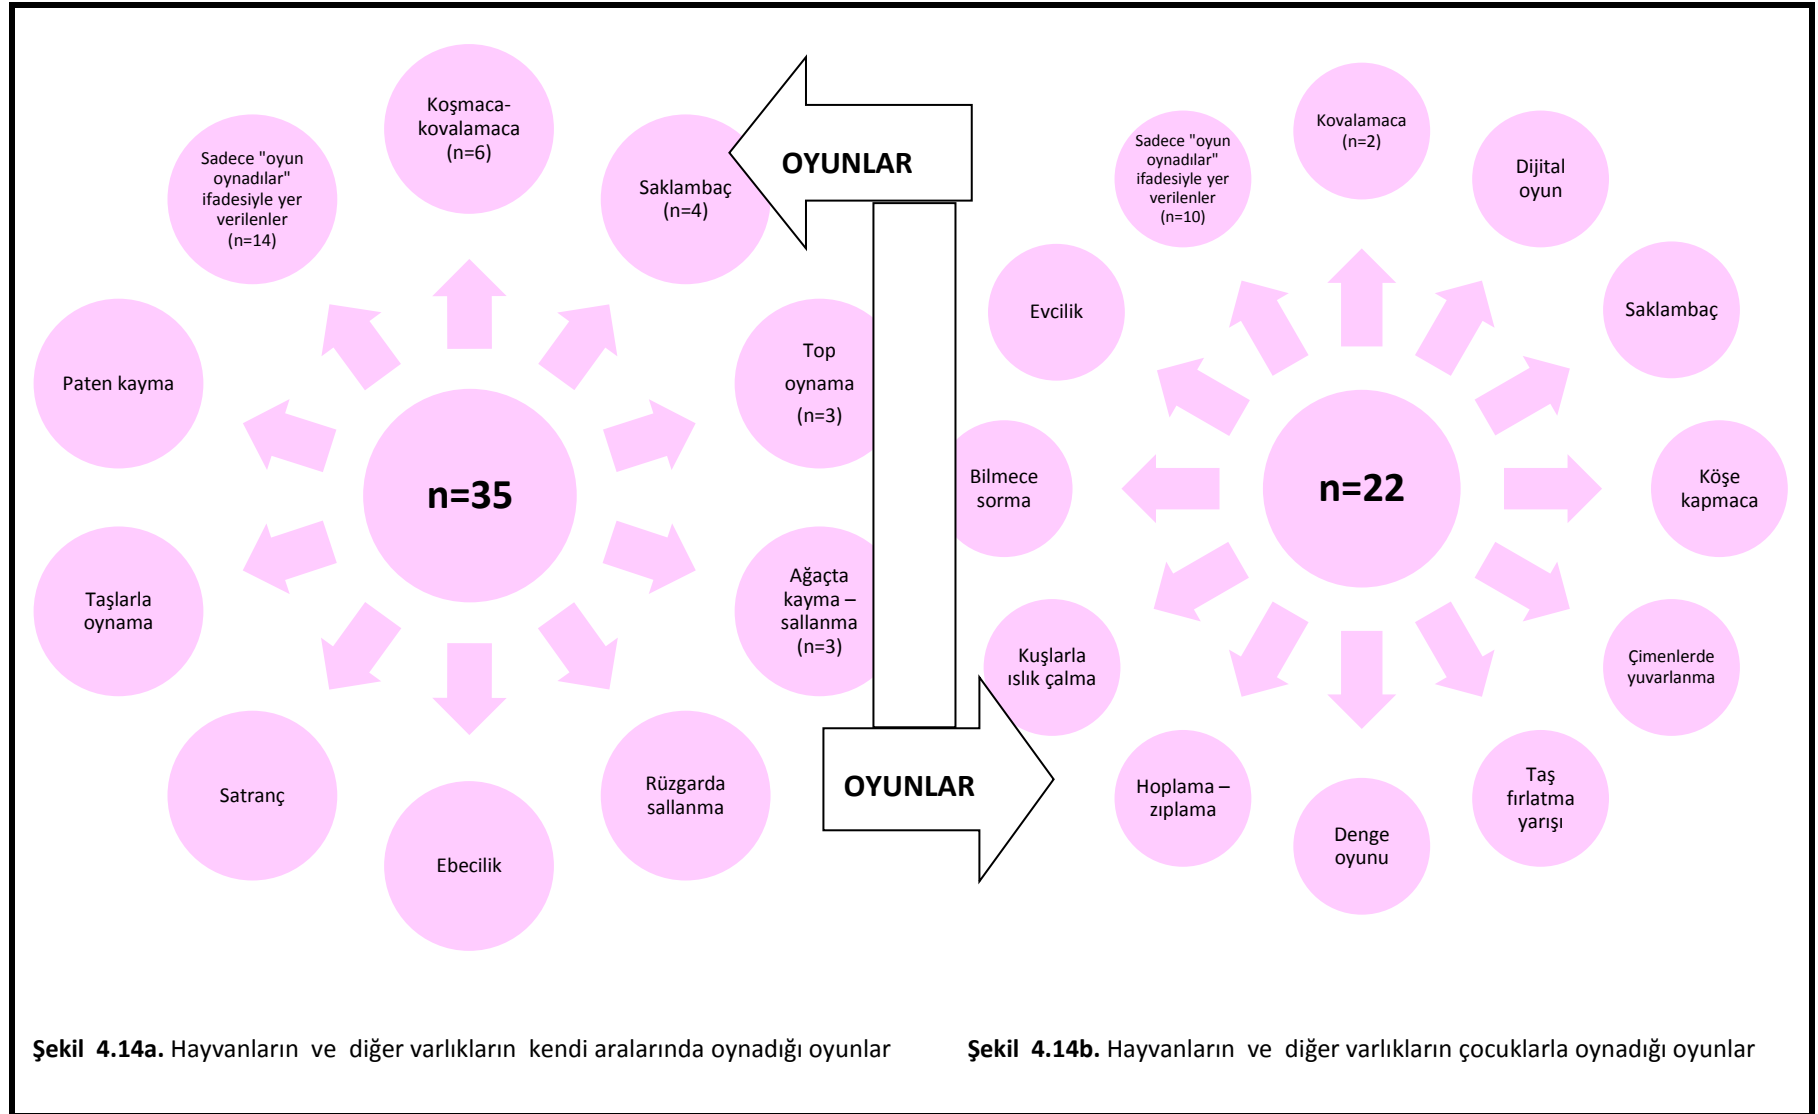 Koşmaca-
kovalamaca
(n=6)
Saklambaç
(n=4)
Top
oynama
(n=3)
Ağaçta
kayma –
sallanma
(n=3)
Rüzgarda
sallanma
Ebecilik
Satranç
Taşlarla
oynama
Paten kayma
Sadece "oyun
oynadılar"
ifadesiyle yer
verilenler
(n=14)
n=35
OYUNLAR
OYUNLAR
Kovalamaca
(n=2)
Dijital
oyun
Saklambaç
Köşe
kapmaca
Çimenlerde
yuvarlanma
Taş
fırlatma
yarışı
Denge
oyunu
Hoplama –
zıplama
Kuşlarla
ıslık çalma
Bilmece
sorma
Evcilik
Sadece "oyun
oynadılar"
ifadesiyle yer
verilenler
(n=10)
n=22
Şekil 4.14a. Hayvanların ve diğer varlıkların kendi aralarında oynadığı oyunlar
Şekil 4.14b. Hayvanların ve diğer varlıkların çocuklarla oynadığı oyunlar